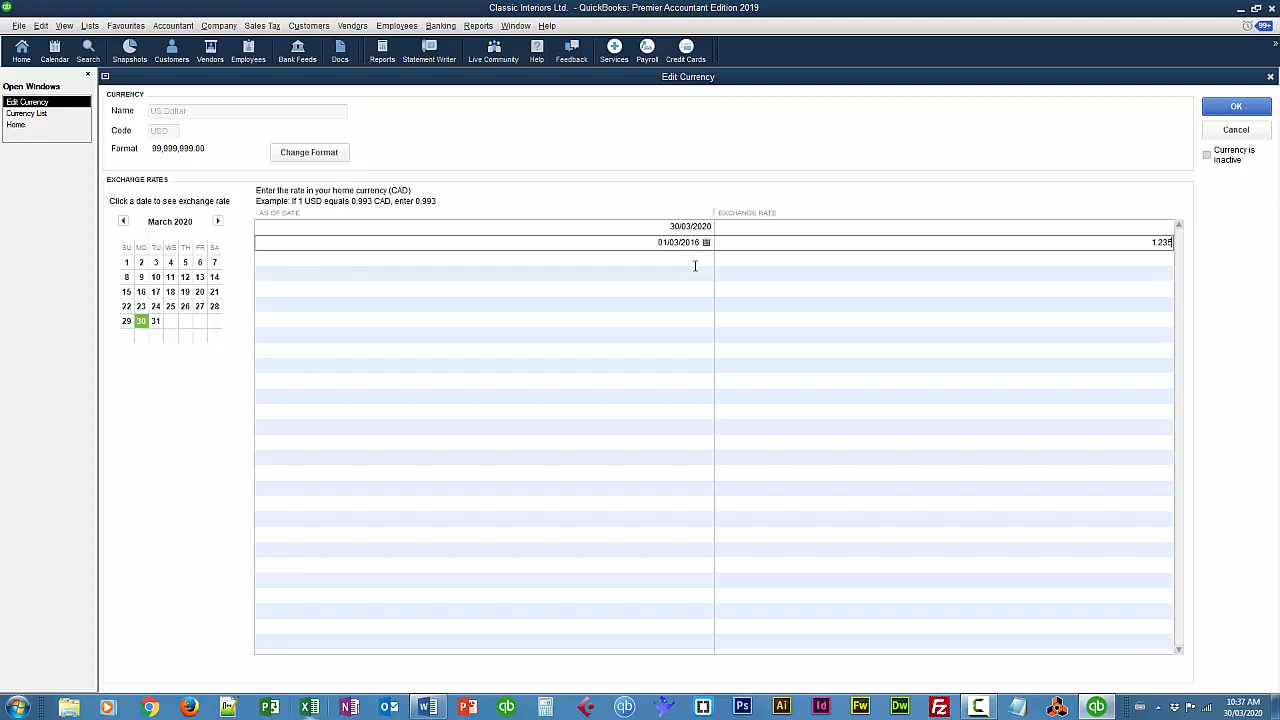 Classic Interiors Ltd. - QuickBooks: Premier Accountant Edition 2019
File Edit View Lists Favourites Accountant Company Sales Tax Customers Vendors Employees Banking Reports Window Help
99+
Home Calendar Search Snapshots Customers Vendors Employees Bank Feeds Docs Reports Statement Writer Live Community Help Feedback Services Payroll Credit Cards
Open Windows
Edit Currency
Currency List
Home
Edit Currency
CURRENCY
Name US Dollar
Code USD
Format 99,999,999.00 Change Format
OK
Cancel
Currency is
inactive
EXCHANGE RATES
Click a date to see exchange rate
March 2020
SU MO TU WE TH FR SA
1 2 3 4 5 6 7
8 9 10 11 12 13 14
15 16 17 18 19 20 21
22 23 24 25 26 27 28
29 30 31
Enter the rate in your home currency (CAD)
Example: If 1 USD equals 0.993 CAD, enter 0.993
AS OF DATE EXCHANGE RATE
30/03/2020
01/03/2016 1.235
Ps Ai Id Fw Dw
10:37 AM
30/03/2020